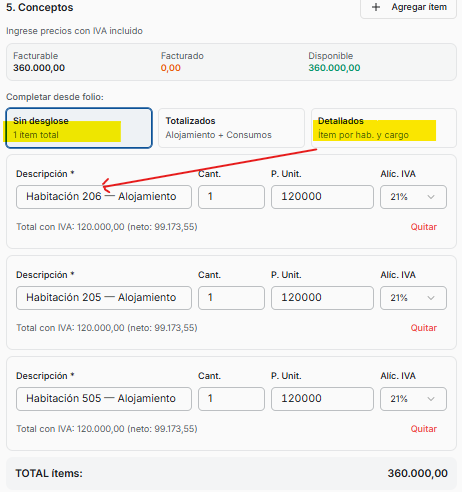 5. Conceptos
+ Agregar ítem
Ingrese precios con IVA incluido
Facturable Facturado Disponible
360.000,00 0,00 360.000,00
Completar desde folio:
Sin desglose Totalizados Detallados
1 ítem total Alojamiento + Consumos Ítem por hab. y cargo
Descripción * Cant. P. Unit. Alíc. IVA
Habitación 206 — Alojamiento 1 120000 21%
Total con IVA: 120.000,00 (neto: 99.173,55) Quitar
Descripción * Cant. P. Unit. Alíc. IVA
Habitación 205 — Alojamiento 1 120000 21%
Total con IVA: 120.000,00 (neto: 99.173,55) Quitar
Descripción * Cant. P. Unit. Alíc. IVA
Habitación 505 — Alojamiento 1 120000 21%
Total con IVA: 120.000,00 (neto: 99.173,55) Quitar
TOTAL ítems: 360.000,00